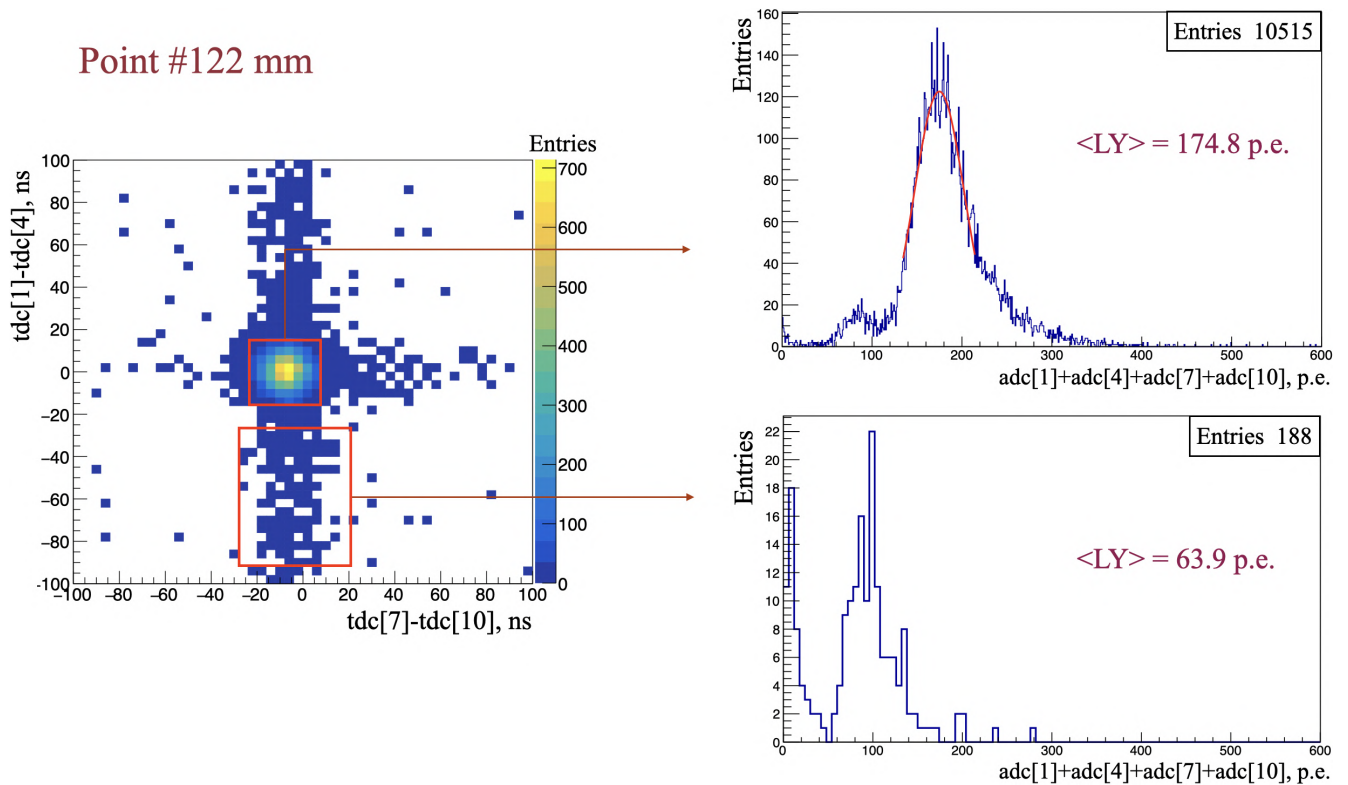 Point #122 mm
Entries
700
600
500
400
300
200
100
0
tdc[1]-tdc[4], ns
100
80
60
40
20
0
−20
−40
−60
−80
-100
−100 −80 −60 −40 −20 0 20 40 60 80 100
tdc[7]-tdc[10], ns
Entries
160
140
120
100
80
60
40
20
0
Entries 10515
<LY> = 174.8 p.e.
0 100 200 300 400 500 600
adc[1]+adc[4]+adc[7]+adc[10], p.e.
Entries
22
20
18
16
14
12
10
8
6
4
2
0
Entries 188
<LY> = 63.9 p.e.
0 100 200 300 400 500 600
adc[1]+adc[4]+adc[7]+adc[10], p.e.